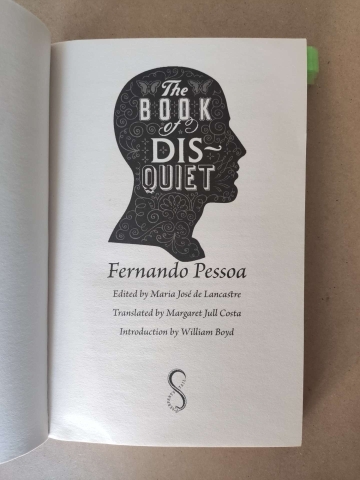 The
BOOK
of
DIS~
QUIET
Fernando Pessoa
Edited by Maria José de Lancastre
Translated by Margaret Jull Costa
Introduction by William Boyd